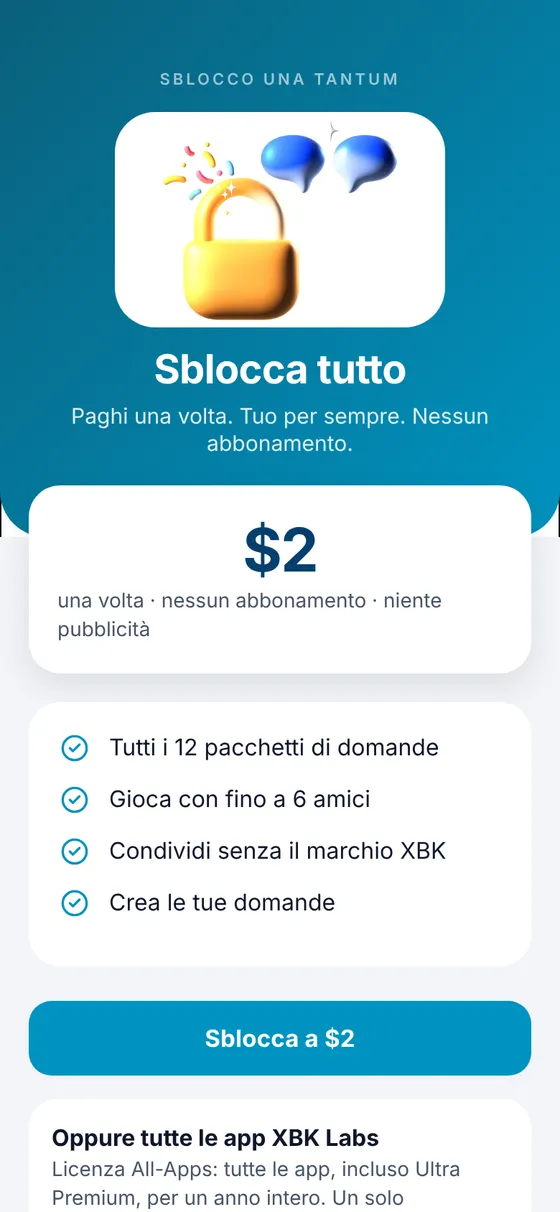 SBLOCCO UNA TANTUM
Sblocca tutto
Paghi una volta. Tuo per sempre. Nessun
abbonamento.
$2
una volta · nessun abbonamento · niente
pubblicità
Tutti i 12 pacchetti di domande
Gioca con fino a 6 amici
Condividi senza il marchio XBK
Crea le tue domande
Sblocca a $2
Oppure tutte le app XBK Labs
Licenza All-Apps: tutte le app, incluso Ultra
Premium, per un anno intero. Un solo